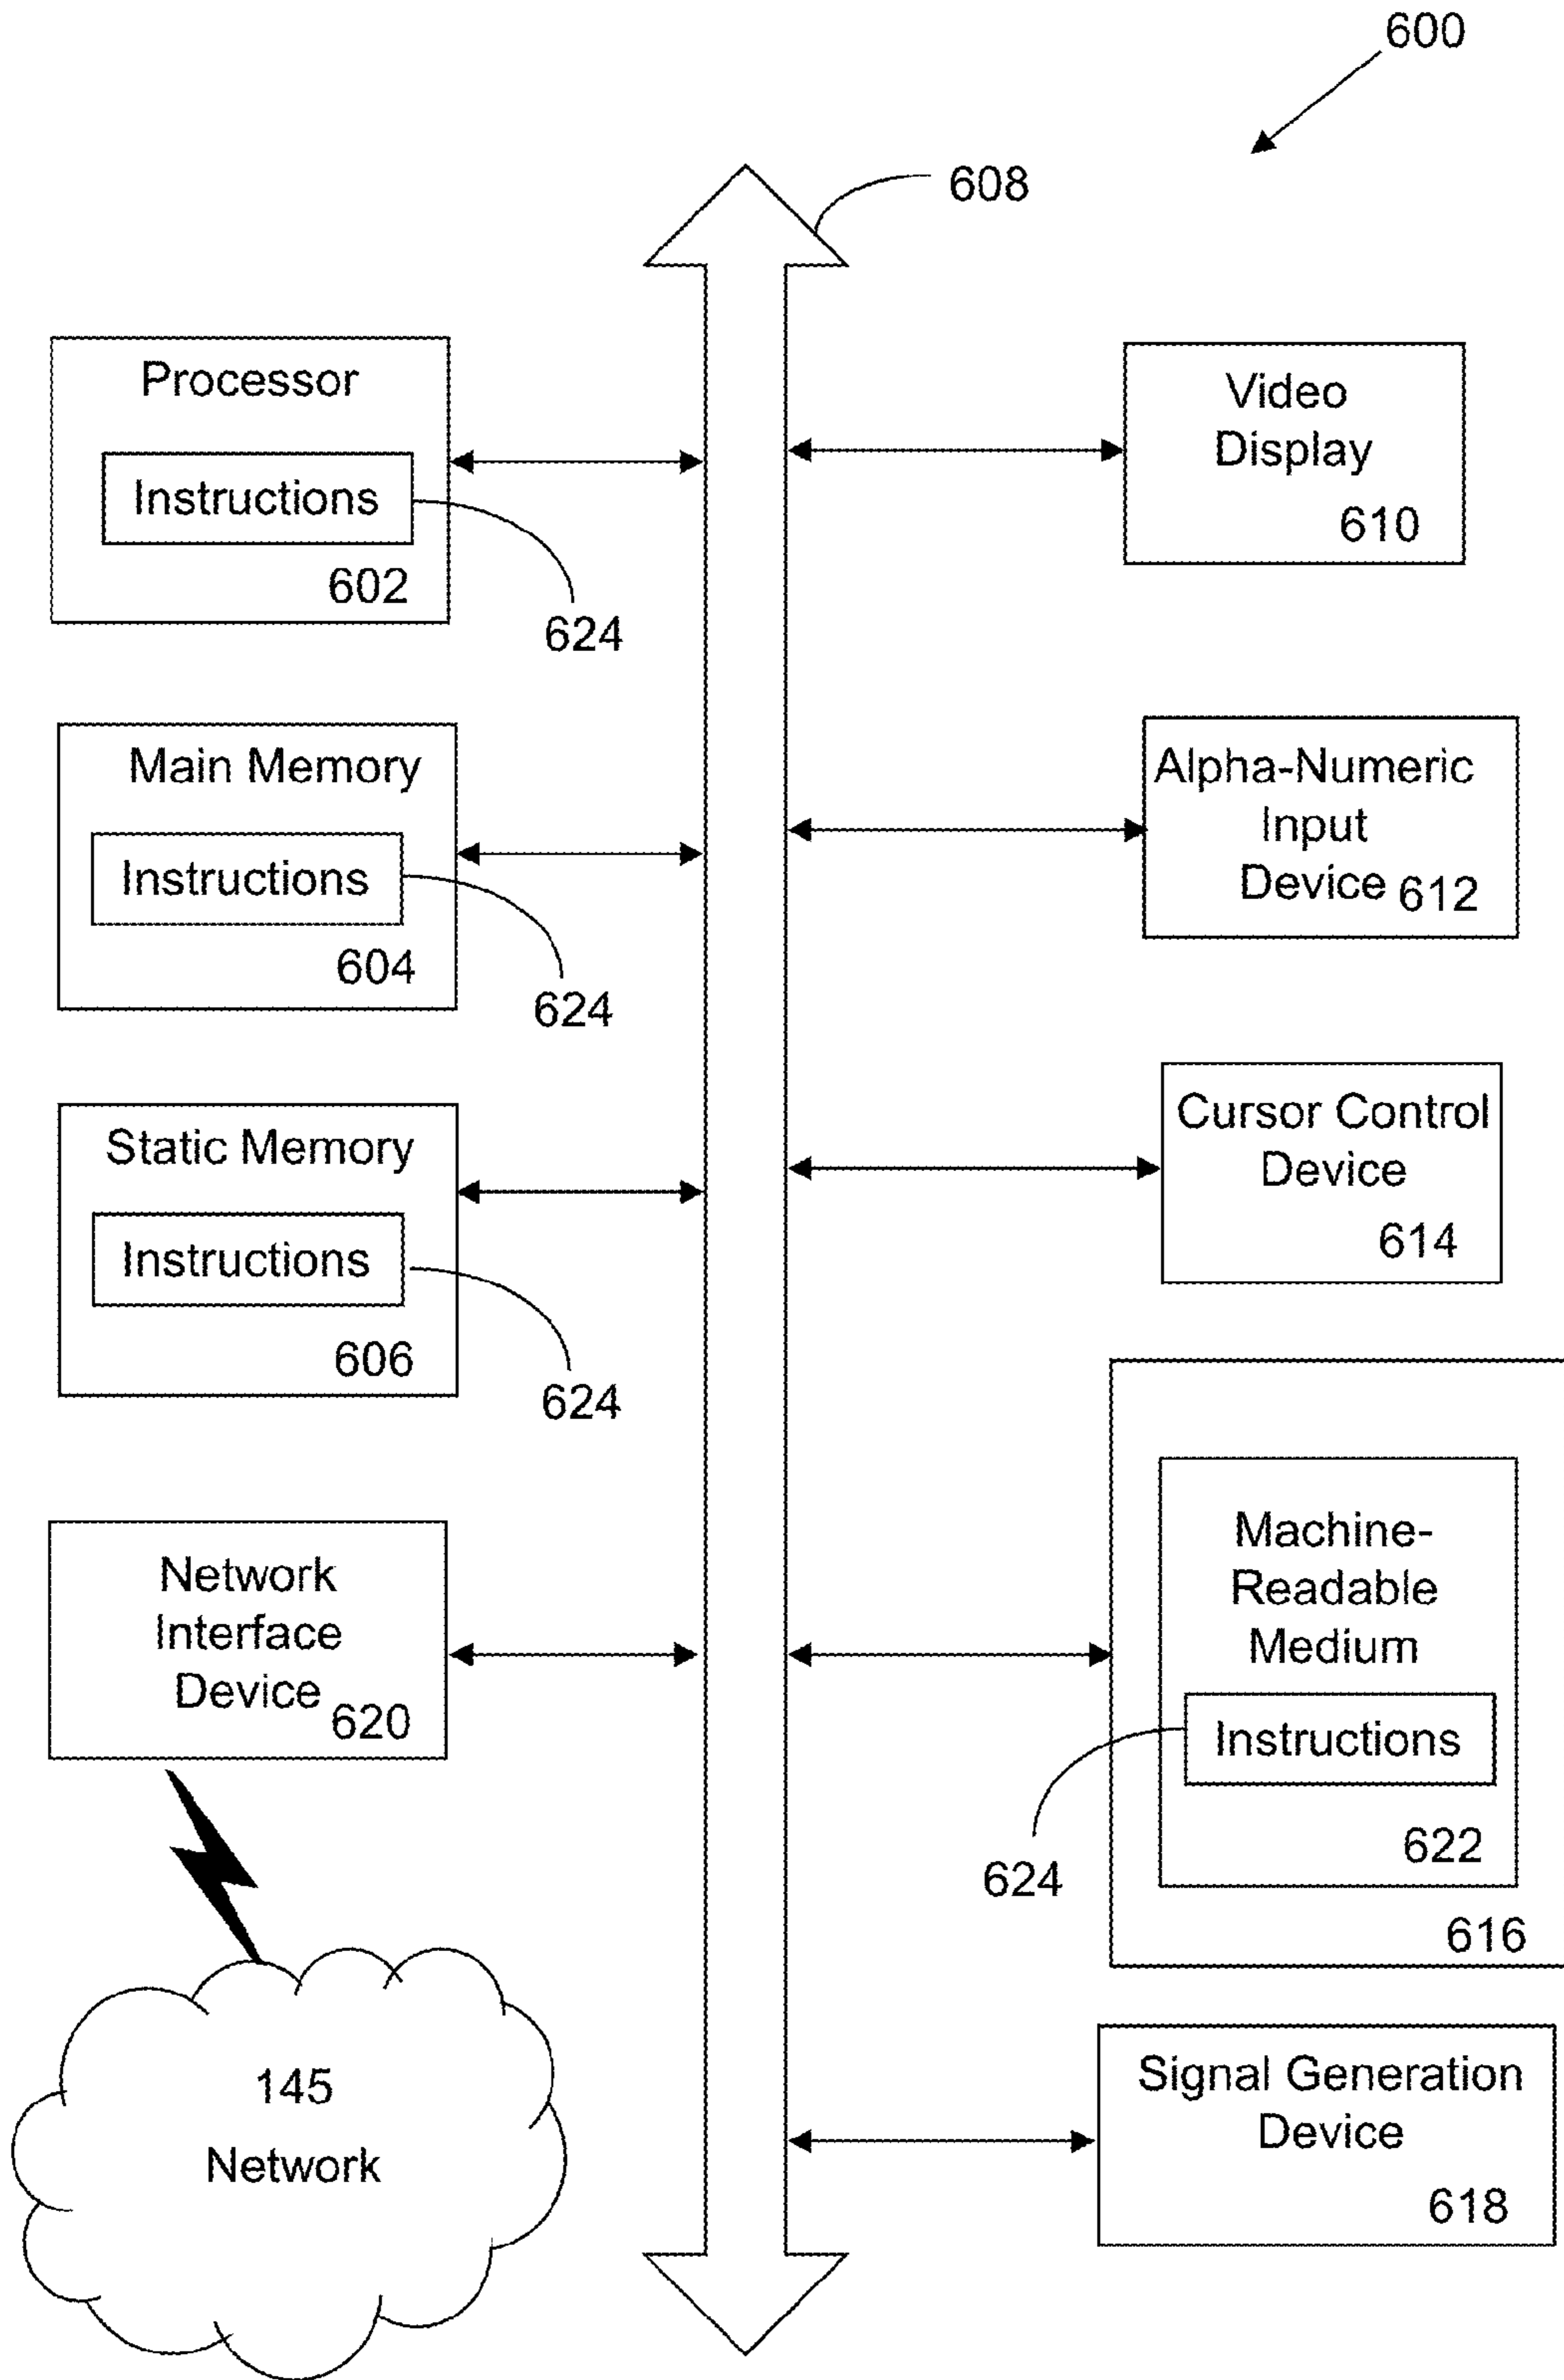 600
608
Processor
Instructions
602
624
Video
Display
610
Main Memory
Instructions
604
624
Alpha-Numeric
Input
Device 612
Static Memory
Instructions
606
624
Cursor Control
Device
614
Network
Interface
Device
620
Machine-
Readable
Medium
Instructions
622
624
616
145
Network
Signal Generation
Device
618